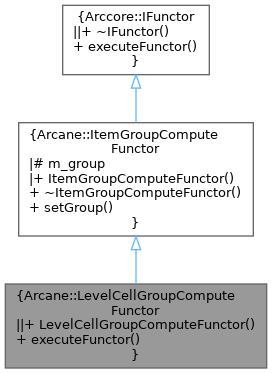 {Arccore::IFunctor
||+ ~IFunctor()
+ executeFunctor()
}
{Arcane::ItemGroupCompute
Functor
|# m_group
|+ ItemGroupComputeFunctor()
+ ~ItemGroupComputeFunctor()
+ setGroup()
}
{Arcane::LevelCellGroupCompute
Functor
||+ LevelCellGroupComputeFunctor()
+ executeFunctor()
}